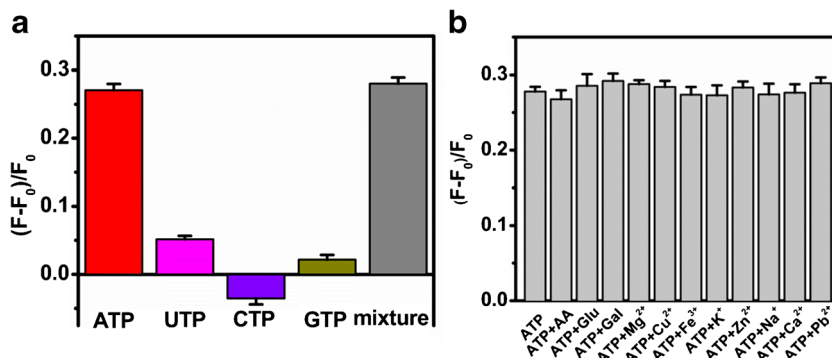 a
(F-F₀)/F₀
0.3
0.2
0.1
0.0
ATP UTP CTP GTP mixture
b
(F-F₀)/F₀
0.3
0.2
0.1
0.0
ATP
ATP+AA
ATP+Glu
ATP+Gal
ATP+Mg²⁺
ATP+Cu²⁺
ATP+Fe³⁺
ATP+K⁺
ATP+Zn²⁺
ATP+Na⁺
ATP+Ca²⁺
ATP+Pb²⁺